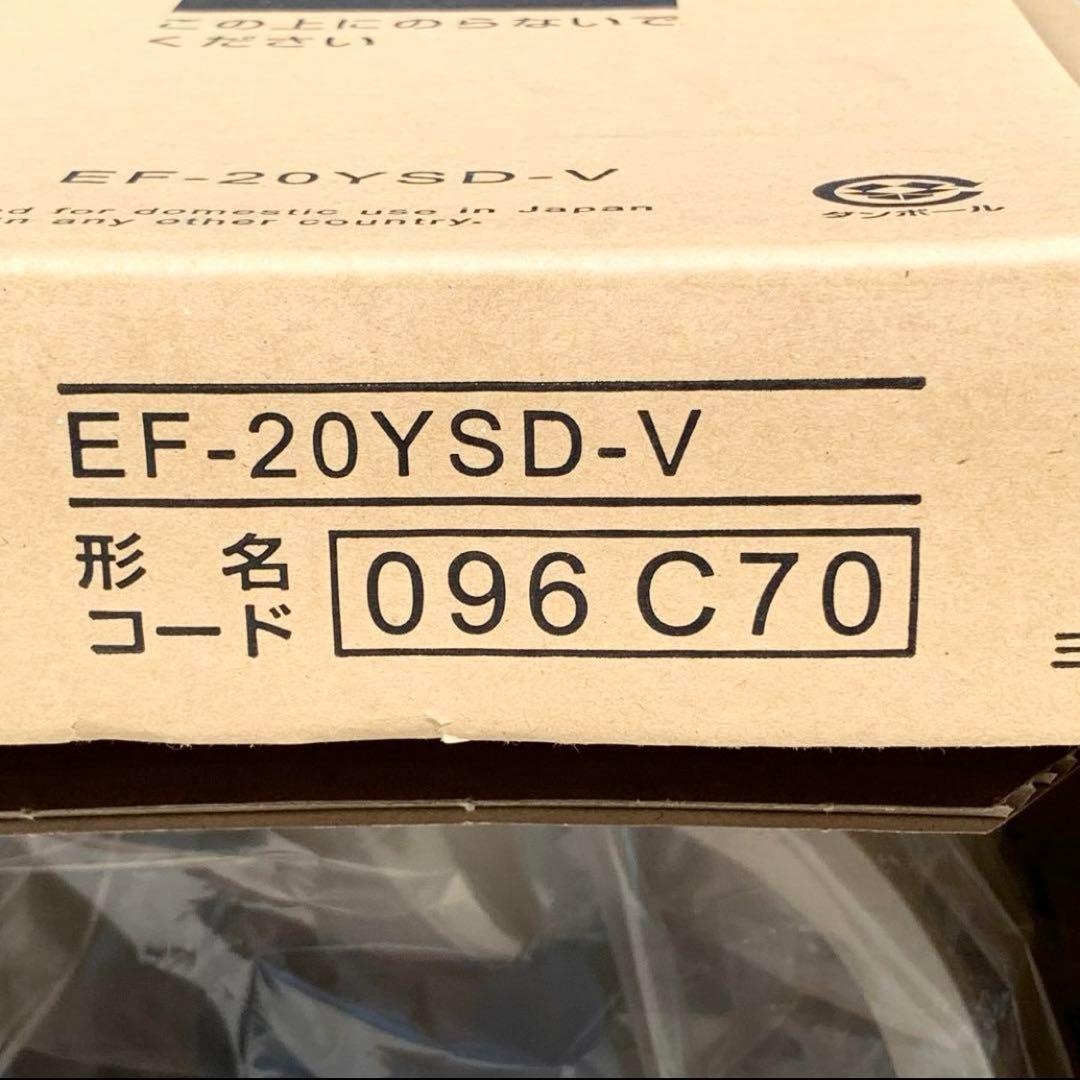 この上にのらないで
ください
EF-20YSD-V
for domestic use in Japan
in any other country.
ダンボール
EF-20YSD-V
形名
コード
096 C70